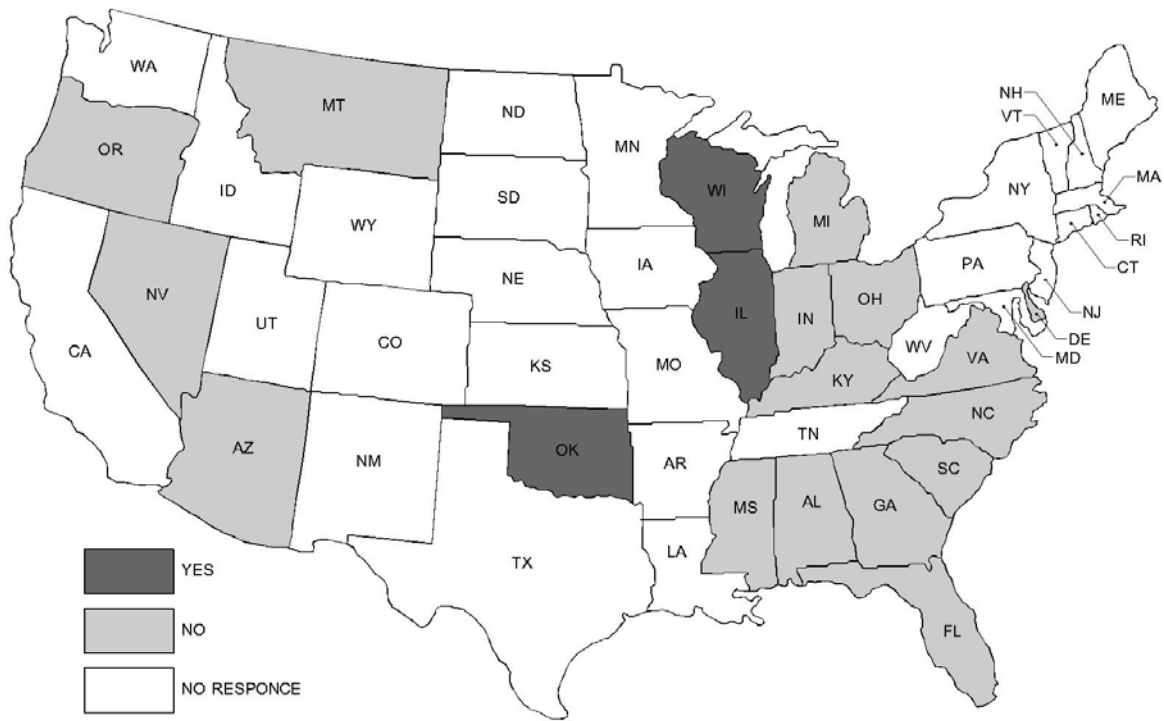 WA
MT
ND
MN
NH
VT
ME
OR
ID
SD
WI
NY
MA
WY
MI
RI
IA
PA
CT
NV
NE
OH
NJ
UT
IL
IN
DE
CA
CO
WV
MD
KS
MO
KY
VA
NC
TN
AZ
OK
NM
AR
SC
MS
AL
GA
LA
TX
FL
YES
NO
NO RESPONCE